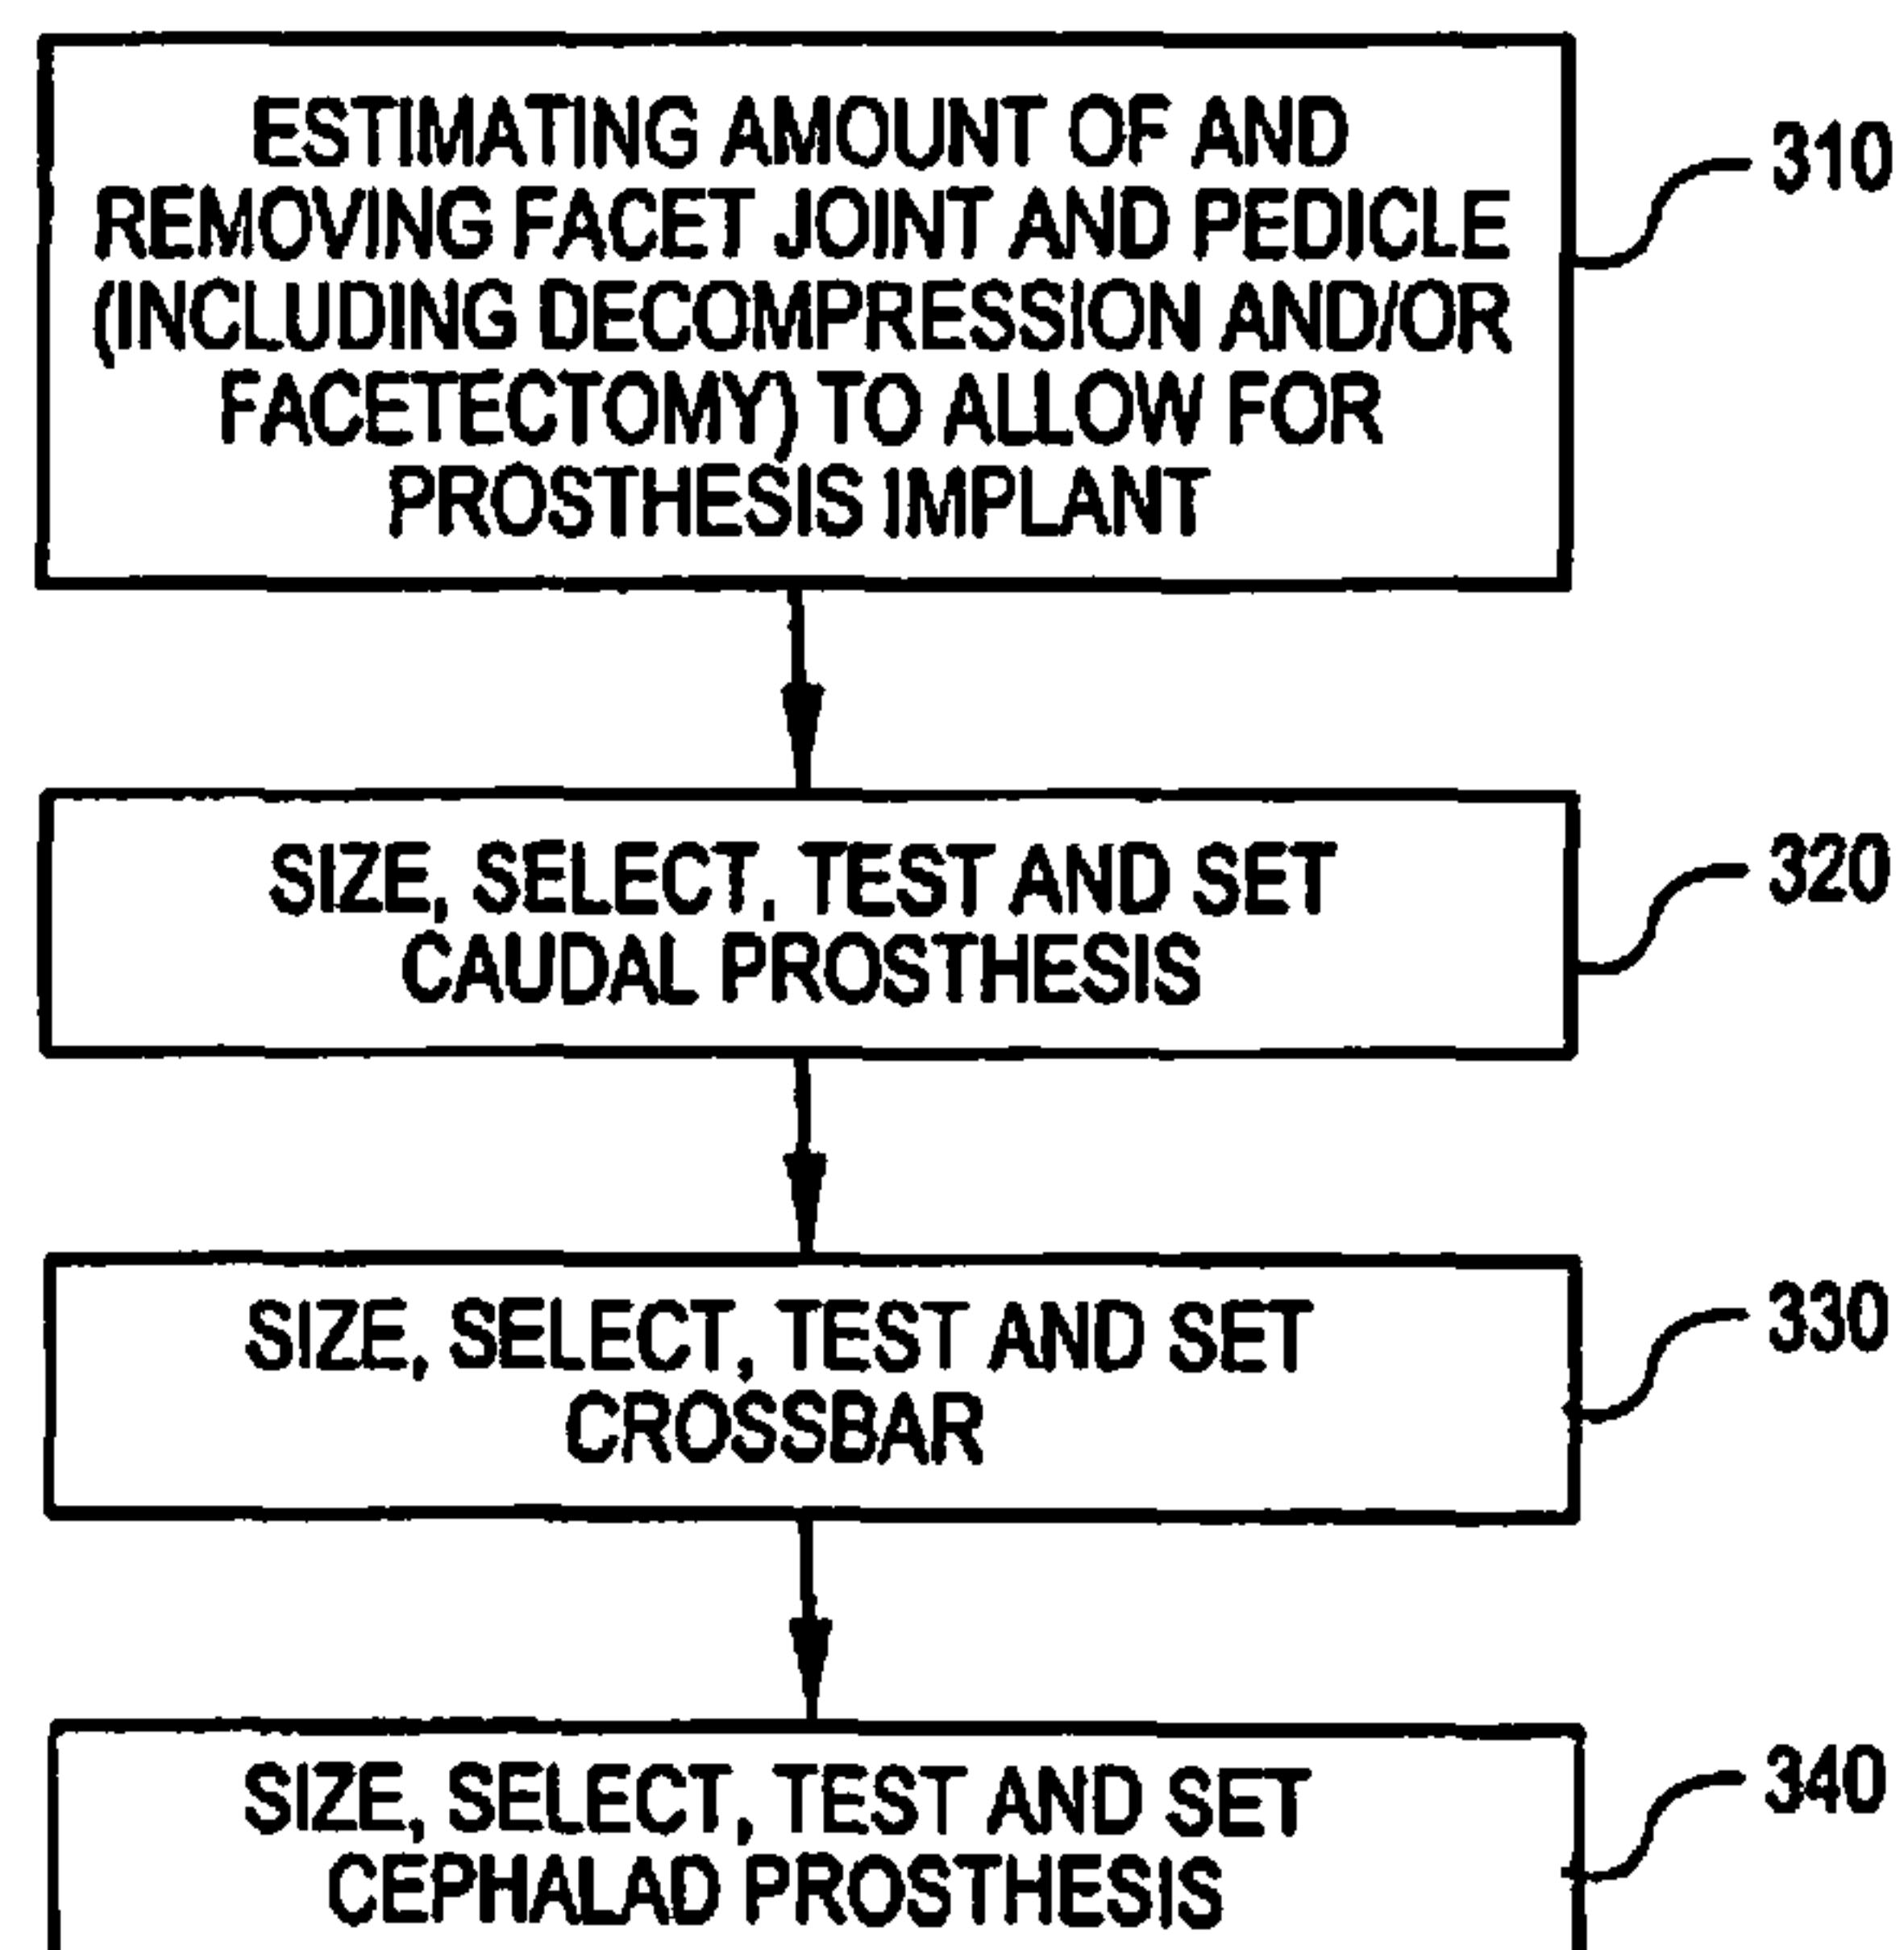 ESTIMATING AMOUNT OF AND
REMOVING FACET JOINT AND PEDICLE
(INCLUDING DECOMPRESSION AND/OR
FACETECTOMY) TO ALLOW FOR
PROSTHESIS IMPLANT
310
SIZE, SELECT, TEST AND SET
CAUDAL PROSTHESIS
320
SIZE, SELECT, TEST AND SET
CROSSBAR
330
SIZE, SELECT, TEST AND SET
CEPHALAD PROSTHESIS
340